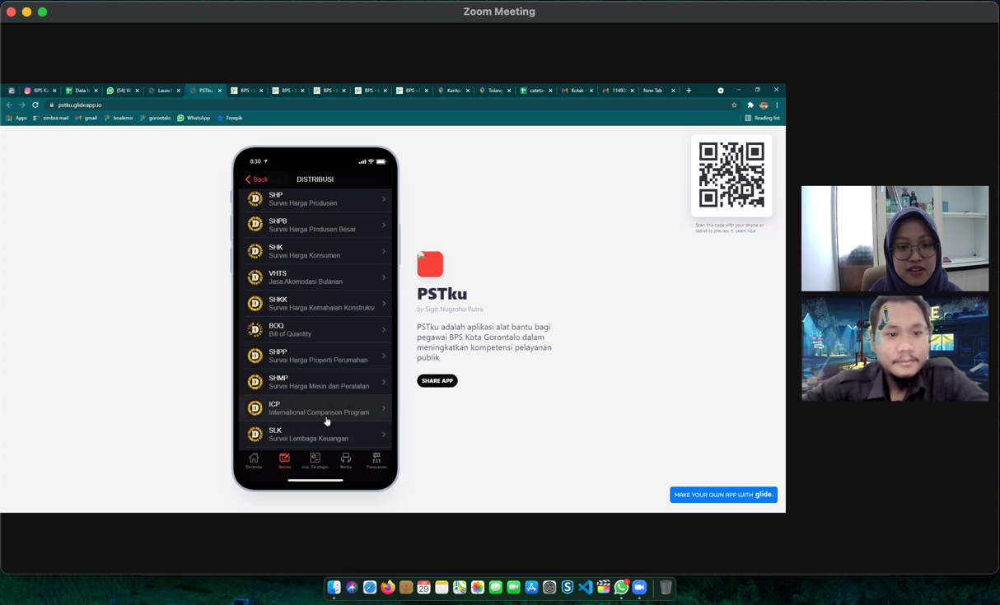 Zoom Meeting
BPS Ka
Data I
(54) W
Launc
PSTku
BPS -
BPS -
BPS -
BPS -
BPS -
Kantor
Tolang
cateta
Kotak
New Tab
pstku.glideapp.io
Apps
zimbra mail
gmail
boalemo
gorontalo
WhatsApp
Freepik
Reading list
8:30
Back
DISTRIBUSI
SHP
Survei Harga Produsen
SHPB
Survei Harga Produsen Besar
SHK
Survei Harga Konsumen
VHTS
Jasa Akomodasi Bulanan
SHKK
Survei Harga Kemahalan Konstruksi
BOQ
Bill of Quantity
SHPP
Survei Harga Properti Perumahan
SHMP
Survei Harga Mesin dan Peralatan
ICP
International Comparison Program
SLK
Survei Lembaga Keuangan
Beranda
Survei
Ind. Strategis
Media
Pelayanan
PSTku
by Sigit Nugroho Putra
PSTku adalah aplikasi alat bantu bagi
pegawai BPS Kota Gorontalo dalam
meningkatkan kompetensi pelayanan
publik
SHARE APP
Scan this code with your phone or
tablet to preview it. Learn how
MAKE YOUR OWN APP WITH glide.
29